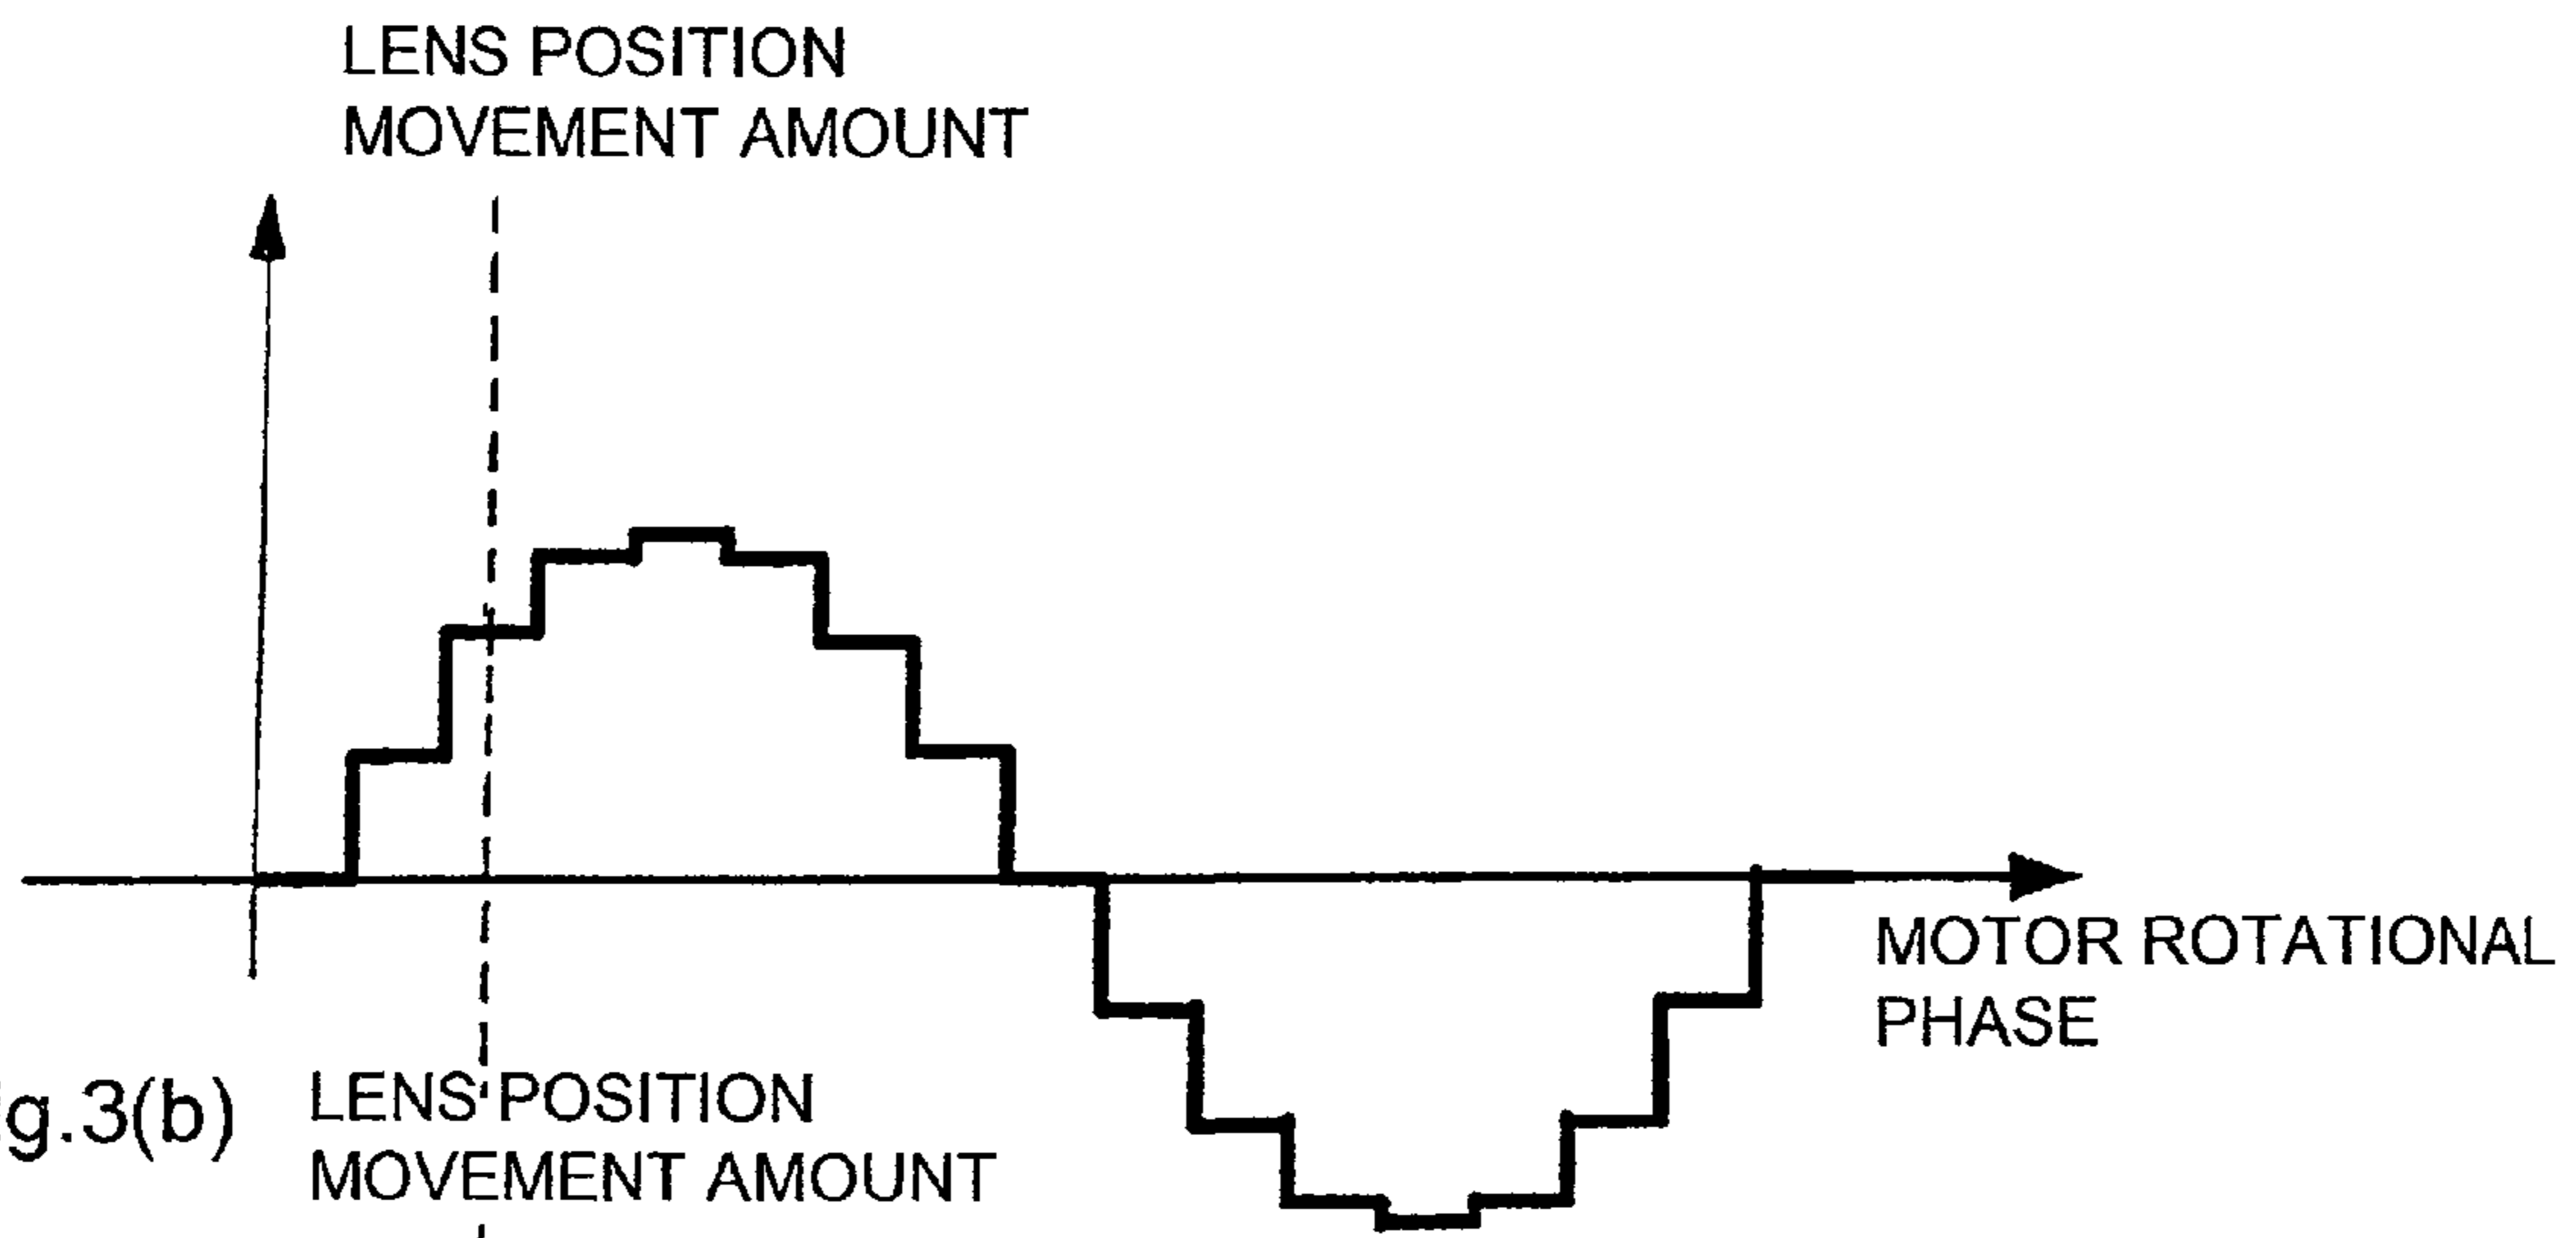 LENS POSITION
MOVEMENT AMOUNT
MOTOR ROTATIONAL
PHASE
g.3(b)
LENS POSITION
MOVEMENT AMOUNT